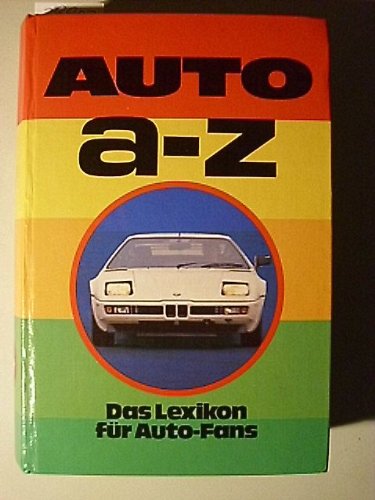 AUTO
a-z
Das Lexikon
für Auto-Fans